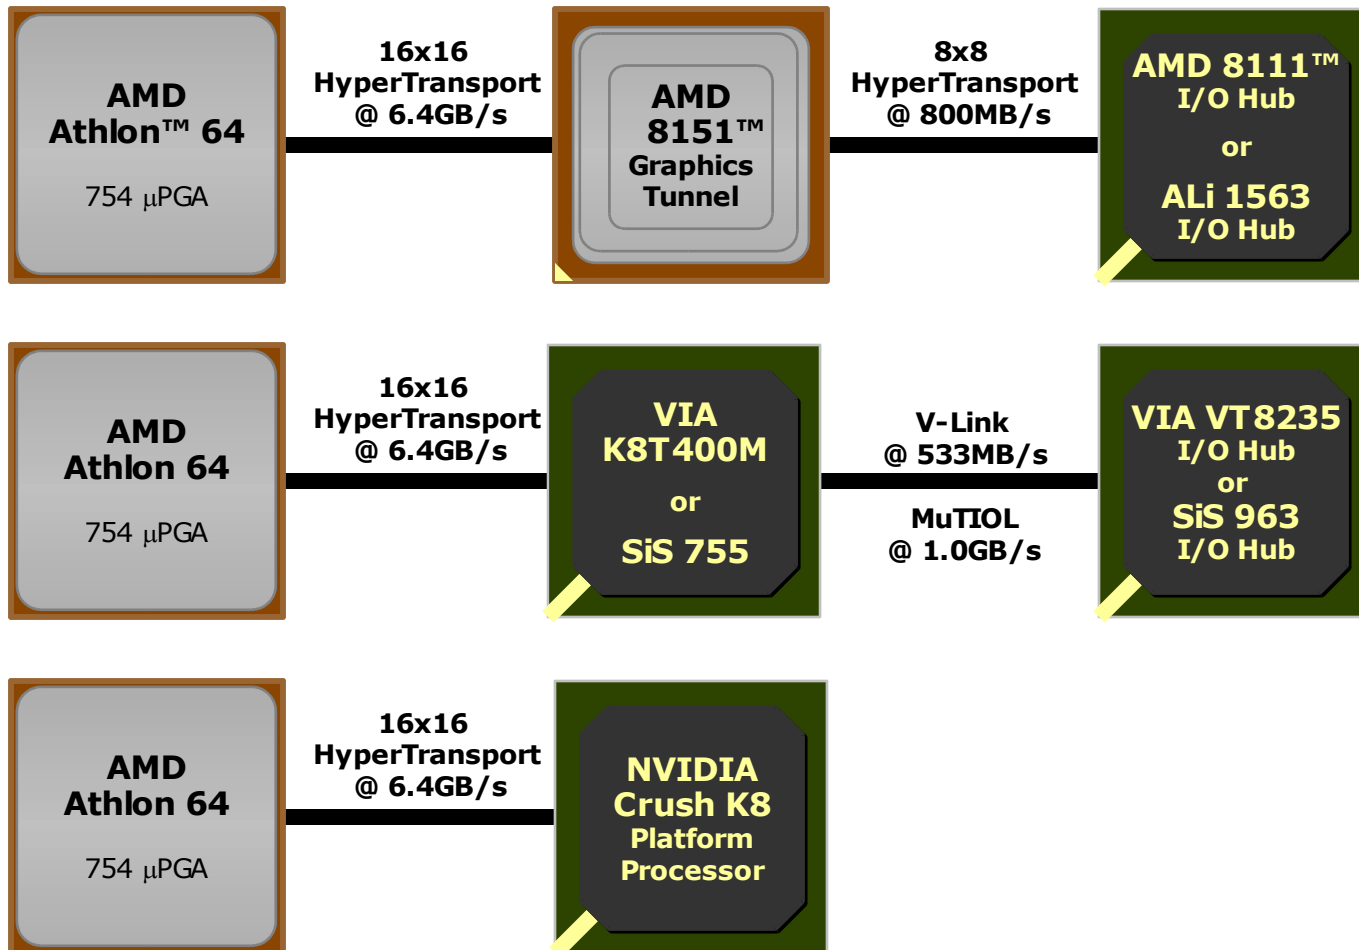 AMD
Athlon™ 64
754 μPGA
16x16
HyperTransport
@ 6.4GB/s
AMD
8151™
Graphics
Tunnel
8x8
HyperTransport
@ 800MB/s
AMD 8111™
I/O Hub
or
ALi 1563
I/O Hub
AMD
Athlon 64
754 μPGA
16x16
HyperTransport
@ 6.4GB/s
VIA
K8T400M
or
SiS 755
V-Link
@ 533MB/s
MuTIOL
@ 1.0GB/s
VIA VT8235
I/O Hub
or
SiS 963
I/O Hub
AMD
Athlon 64
754 μPGA
16x16
HyperTransport
@ 6.4GB/s
NVIDIA
Crush K8
Platform
Processor